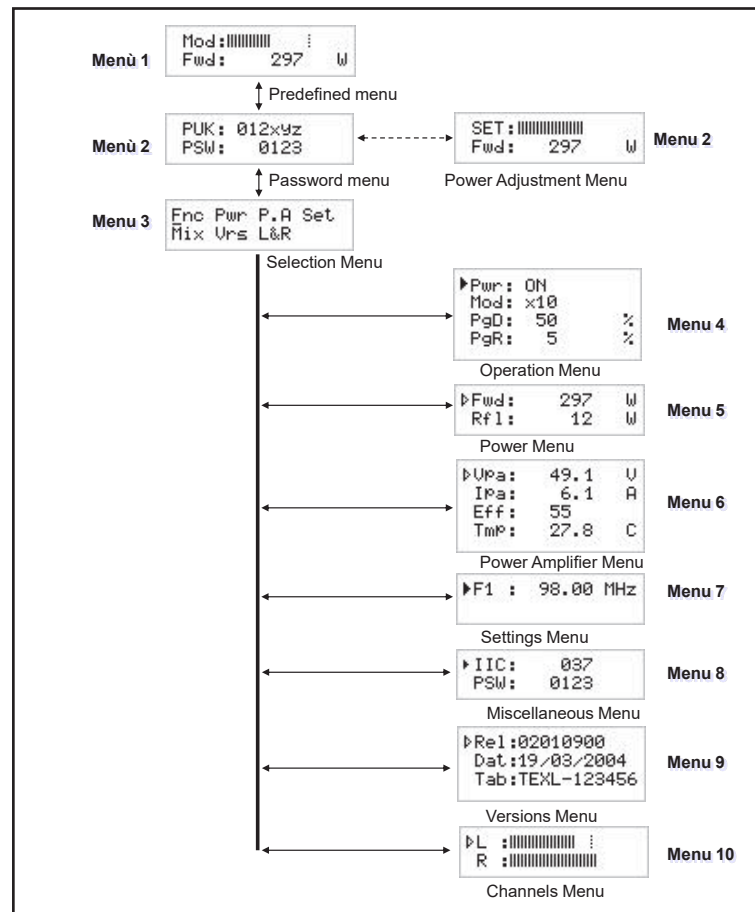 Mod:
Menù 1
Fwd: 297 W
Predefined menu
PUK: 012xyz
Menù 2
PSW: 0123
SET:
Fwd: 297 W
Menu 2
Password menu
Power Adjustment Menu
Menu 3
Fnc Pwr P.A Set
Mix Vrs L&R
Selection Menu
Pwr: ON
Mod: x10
PgD: 50 %
PgR: 5 %
Menu 4
Operation Menu
Fwd: 297 W
Rfl: 12 W
Menu 5
Power Menu
Vpa: 49.1 V
Ipa: 6.1 A
Eff: 55
Tmp: 27.8 C
Menu 6
Power Amplifier Menu
F1 : 98.00 MHz
Menu 7
Settings Menu
IIC: 037
PSW: 0123
Menu 8
Miscellaneous Menu
Rel:02010900
Dat:19/03/2004
Tab:TEXL-123456
Menu 9
Versions Menu
L :
R :
Menu 10
Channels Menu